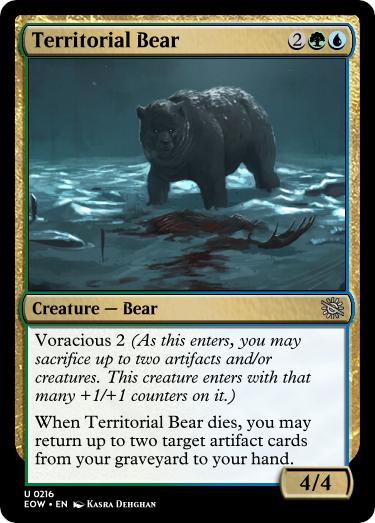 Territorial Bear 2
Creature — Bear
Voracious 2 (As this enters, you may
sacrifice up to two artifacts and/or
creatures. This creature enters with that
many +1/+1 counters on it.)
When Territorial Bear dies, you may
return up to two target artifact cards
from your graveyard to your hand.
4/4
U 0216
EOW • EN Kasra Dehghan